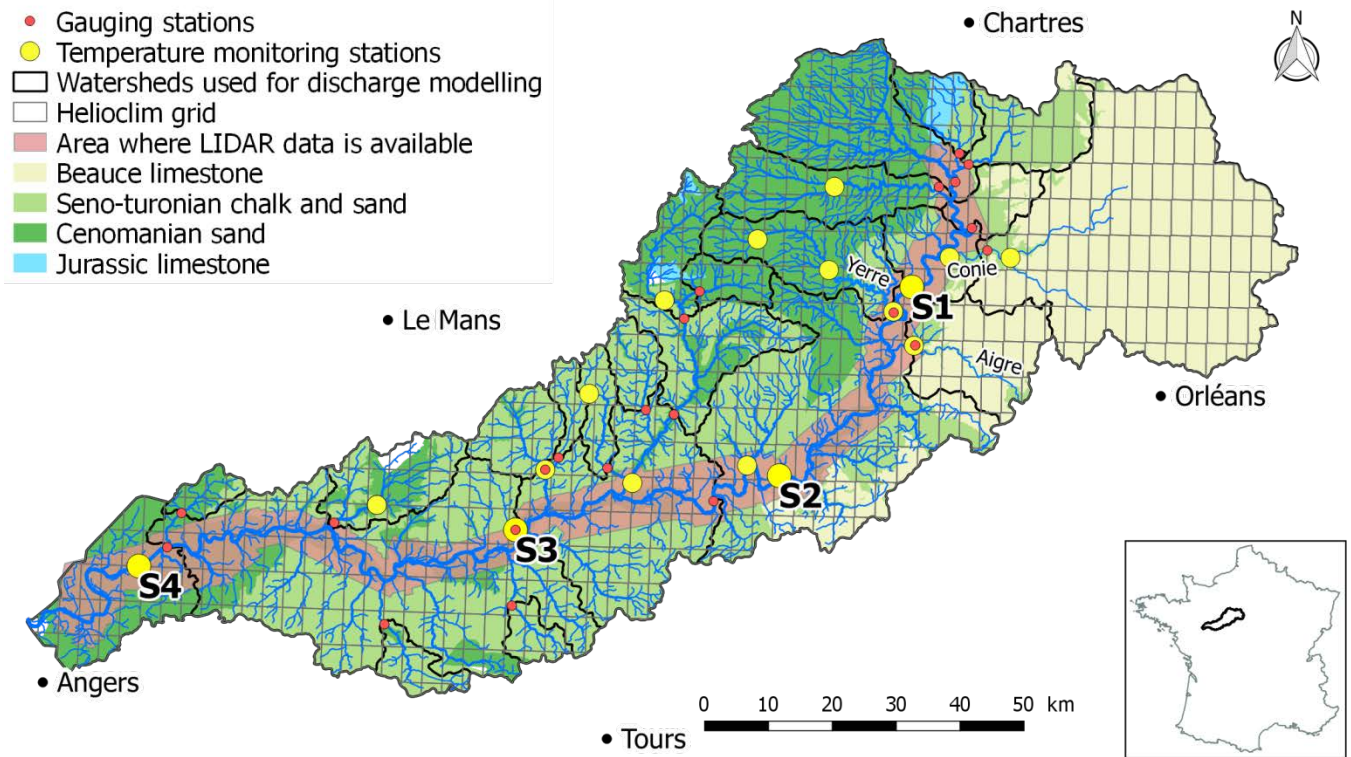 Gauging stations
Temperature monitoring stations
Watersheds used for discharge modelling
Helioclim grid
Area where LIDAR data is available
Beauce limestone
Seno-turonian chalk and sand
Cenomanian sand
Jurassic limestone
Chartres
N
Yerre
Conie
S1
Le Mans
Aigre
Orléans
S2
S3
S4
Angers
0 10 20 30 40 50 km
Tours